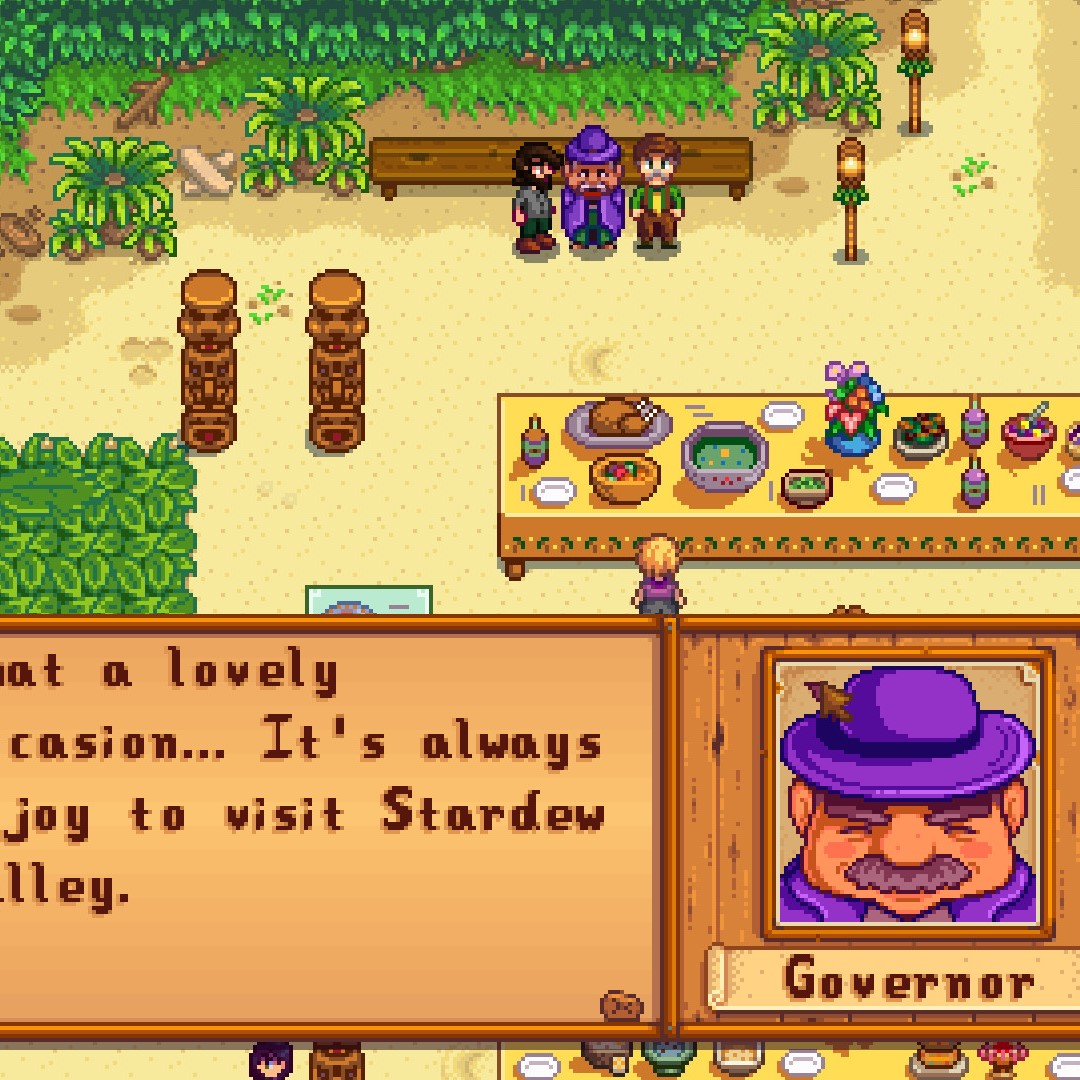 at a lovely
casion... It's always
joy to visit Stardew
lley.
Governor